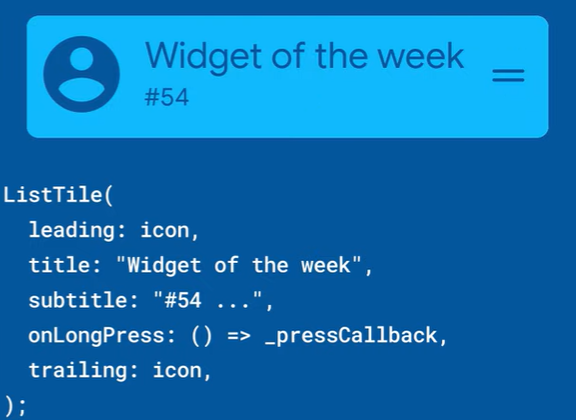 Widget of the week
#54
ListTile(
  leading: icon,
  title: "Widget of the week",
  subtitle: "#54 ...",
  onLongPress: () => _pressCallback,
  trailing: icon,
);